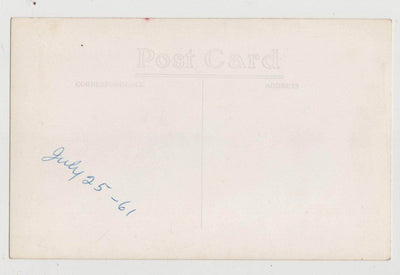 Post Card
CORRESPONDENCE
ADDRESS
July 25-61